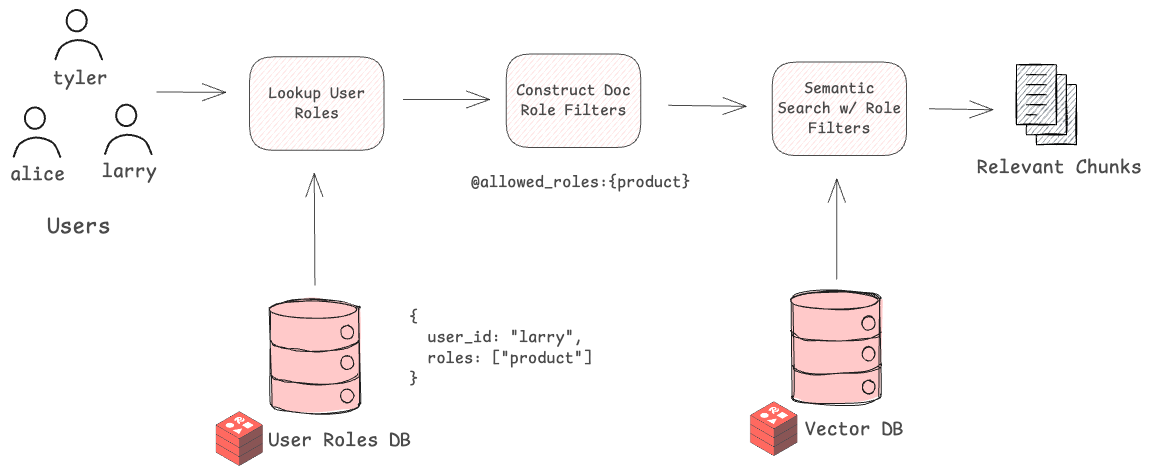 tyler
alice
larry
Users
Lookup User
Roles
Construct Doc
Role Filters
@allowed_roles:{product}
Semantic
Search w/ Role
Filters
Relevant Chunks
{
user_id: "larry",
roles: ["product"]
}
User Roles DB
Vector DB